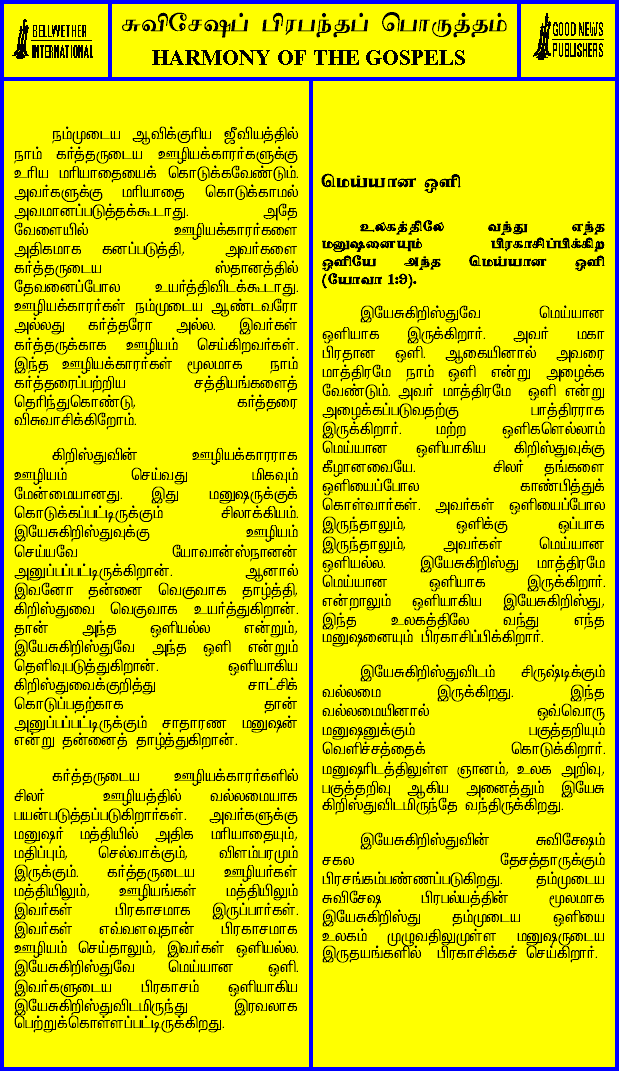 BELLWETHER
INTERNATIONAL
சுவிசேஷப் பிரபந்தப் பொருத்தம்
HARMONY OF THE GOSPELS
GOOD NEWS
PUBLISHERS
நம்முடைய ஆவிக்குரிய ஜீவியத்தில்
நாம் கர்த்தருடைய ஊழியக்காரர்களுக்கு
உரிய மரியாதையைக் கொடுக்கவேண்டும்.
அவர்களுக்கு மரியாதை கொடுக்காமல்
அவமானப்படுத்தக்கூடாது. அதே
வேளையில் ஊழியக்காரர்களை
அதிகமாக கனப்படுத்தி, அவர்களை
கர்த்தருடைய ஸ்தானத்தில்
தேவனைப்போல உயர்த்திவிடக்கூடாது.
ஊழியக்காரர்கள் நம்முடைய ஆண்டவரோ
அல்லது கர்த்தரோ அல்ல. இவர்கள்
கர்த்தருக்காக ஊழியம் செய்கிறவர்கள்.
இந்த ஊழியக்காரர்கள் மூலமாக நாம்
கர்த்தரைப்பற்றிய சத்தியங்களைத்
தெரிந்துகொண்டு, கர்த்தரை
விசுவாசிக்கிறோம்.
கிறிஸ்துவின் ஊழியக்காரராக
ஊழியம் செய்வது மிகவும்
மேன்மையானது. இது மனுஷருக்குக்
கொடுக்கப்பட்டிருக்கும் சிலாக்கியம்.
இயேசுகிறிஸ்துவுக்கு ஊழியம்
செய்யவே யோவான்ஸ்நானன்
அனுப்பப்பட்டிருக்கிறான். ஆனால்
இவனோ தன்னை வெகுவாக தாழ்த்தி,
கிறிஸ்துவை வெகுவாக உயர்த்துகிறான்.
தான் அந்த ஒளியல்ல என்றும்,
இயேசுகிறிஸ்துவே அந்த ஒளி என்றும்
தெளிவுபடுத்துகிறான். ஒளியாகிய
கிறிஸ்துவைக்குறித்து சாட்சிக்
கொடுப்பதற்காக தான்
அனுப்பப்பட்டிருக்கும் சாதாரண மனுஷன்
என்று தன்னைத் தாழ்த்துகிறான்.
கர்த்தருடைய ஊழியக்காரர்களில்
சிலர் ஊழியத்தில் வல்லமையாக
பயன்படுத்தப்படுகிறார்கள். அவர்களுக்கு
மனுஷர் மத்தியில் அதிக மரியாதையும்,
மதிப்பும், செல்வாக்கும், விளம்பரமும்
இருக்கும். கர்த்தருடைய ஊழியர்கள்
மத்தியிலும், ஊழியங்கள் மத்தியிலும்
இவர்கள் பிரகாசமாக இருப்பார்கள்.
இவர்கள் எவ்வளவுதான் பிரகாசமாக
ஊழியம் செய்தாலும், இவர்கள் ஒளியல்ல.
இயேசுகிறிஸ்துவே மெய்யான ஒளி.
இவர்களுடைய பிரகாசம் ஒளியாகிய
இயேசுகிறிஸ்துவிடமிருந்து இரவலாக
பெற்றுக்கொள்ளப்பட்டிருக்கிறது.
மெய்யான ஒளி
உலகத்திலே வந்து எந்த
மனுஷனையும் பிரகாசிப்பிக்கிற
ஒளியே அந்த மெய்யான ஒளி
(யோவா 1:9).
இயேசுகிறிஸ்துவே மெய்யான
ஒளியாக இருக்கிறார். அவர் மகா
பிரதான ஒளி. ஆகையினால் அவரை
மாத்திரமே நாம் ஒளி என்று அழைக்க
வேண்டும். அவர் மாத்திரமே ஒளி என்று
அழைக்கப்படுவதற்கு பாத்திரராக
இருக்கிறார். மற்ற ஒளிகளெல்லாம்
மெய்யான ஒளியாகிய கிறிஸ்துவுக்கு
கீழானவையே. சிலர் தங்களை
ஒளியைப்போல காண்பித்துக்
கொள்வார்கள். அவர்கள் ஒளியைப்போல
இருந்தாலும், ஒளிக்கு ஒப்பாக
இருந்தாலும், அவர்கள் மெய்யான
ஒளியல்ல. இயேசுகிறிஸ்து மாத்திரமே
மெய்யான ஒளியாக இருக்கிறார்.
என்றாலும் ஒளியாகிய இயேசுகிறிஸ்து,
இந்த உலகத்திலே வந்து எந்த
மனுஷனையும் பிரகாசிப்பிக்கிறார்.
இயேசுகிறிஸ்துவிடம் சிருஷ்டிக்கும்
வல்லமை இருக்கிறது. இந்த
வல்லமையினால் ஒவ்வொரு
மனுஷனுக்கும் பகுத்தறியும்
வெளிச்சத்தைக் கொடுக்கிறார்.
மனுஷரிடத்திலுள்ள ஞானம், உலக அறிவு,
பகுத்தறிவு ஆகிய அனைத்தும் இயேசு
கிறிஸ்துவிடமிருந்தே வந்திருக்கிறது.
இயேசுகிறிஸ்துவின் சுவிசேஷம்
சகல தேசத்தாருக்கும்
பிரசங்கம்பண்ணப்படுகிறது. தம்முடைய
சுவிசேஷ பிரபல்யத்தின் மூலமாக
இயேசுகிறிஸ்து தம்முடைய ஒளியை
உலகம் முழுவதிலுமுள்ள மனுஷருடைய
இருதயங்களில் பிரகாசிக்கச் செய்கிறார்.